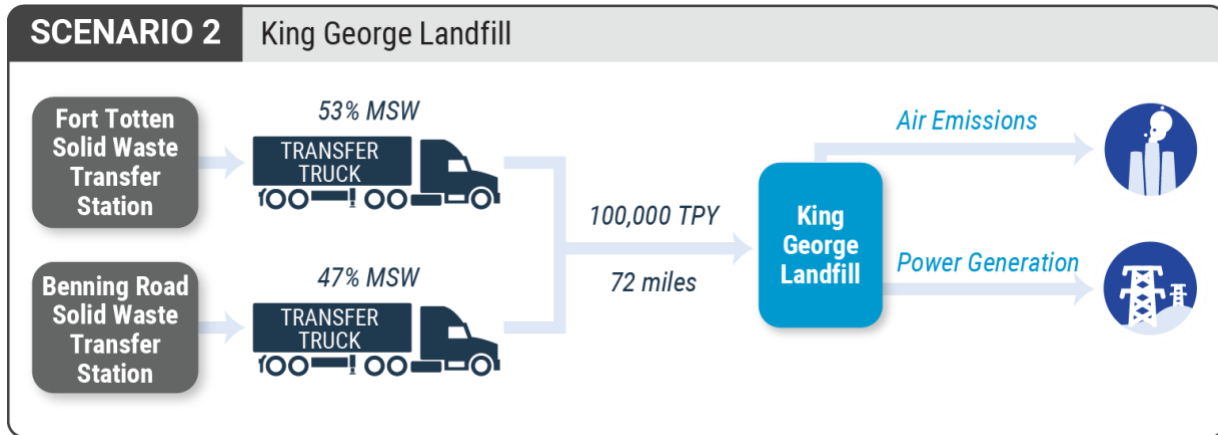 SCENARIO 2
King George Landfill
Fort Totten
Solid Waste
Transfer
Station
53% MSW
TRANSFER
TRUCK
Benning Road
Solid Waste
Transfer
Station
47% MSW
TRANSFER
TRUCK
100,000 TPY
72 miles
King
George
Landfill
Air Emissions
Power Generation